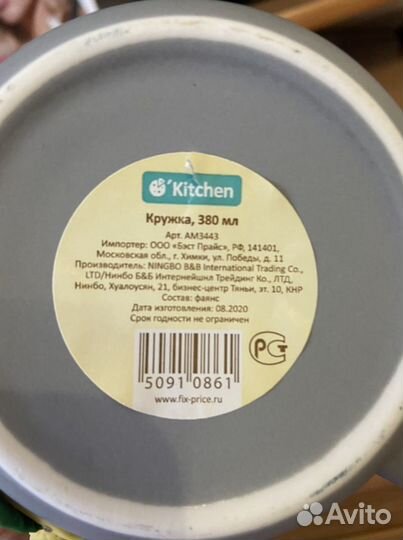 O'Kitchen
Кружка, 380 мл
Арт. AM3443
Импортер: ООО «Бэст Прайс», РФ, 141401,
Московская обл., г. Химки, ул. Победы, д. 11
Производитель: NINGBO B&B International Trading Co.,
LTD/Нинбо Б&Б Интернейшнл Трейдинг Ко., ЛТД,
Нинбо, Хуалоусян, 21, бизнес-центр Тяньи, эт. 10, КНР
Состав: фаянс
Дата изготовления: 08.2020
Срок годности не ограничен
5091 0861
РСТ
www.fix-price.ru
Avito